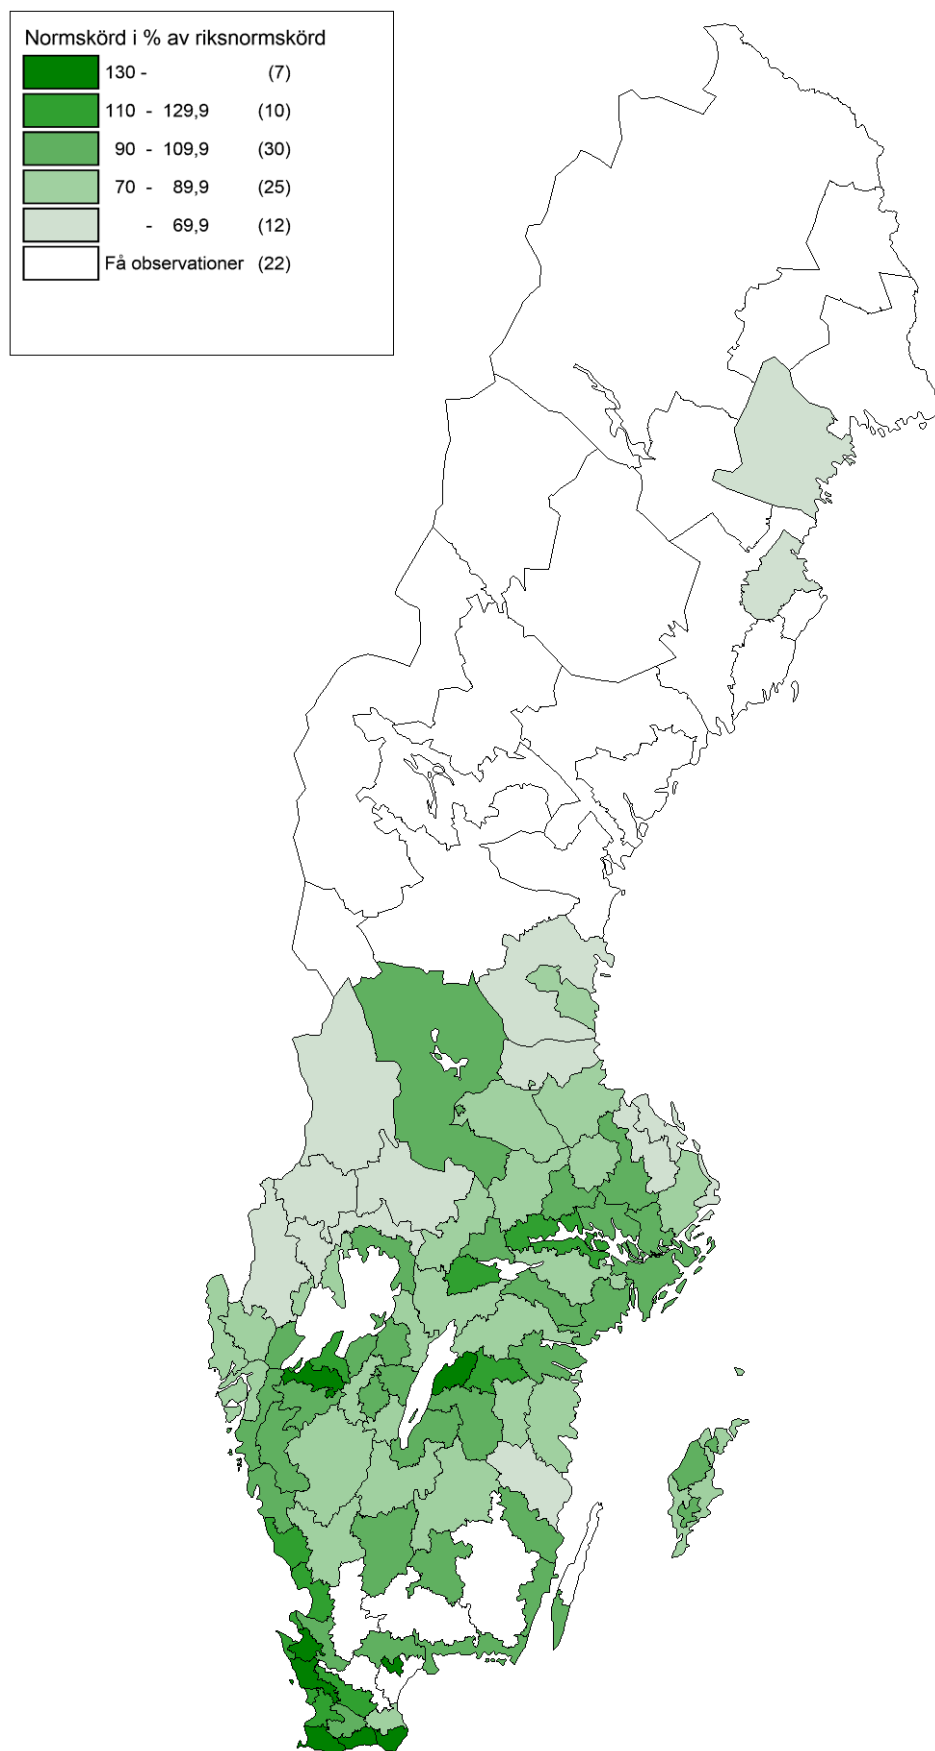 Normskörd i % av riksnormskörd
130 - (7)
110 - 129,9 (10)
90 - 109,9 (30)
70 - 89,9 (25)
- 69,9 (12)
Få observationer (22)